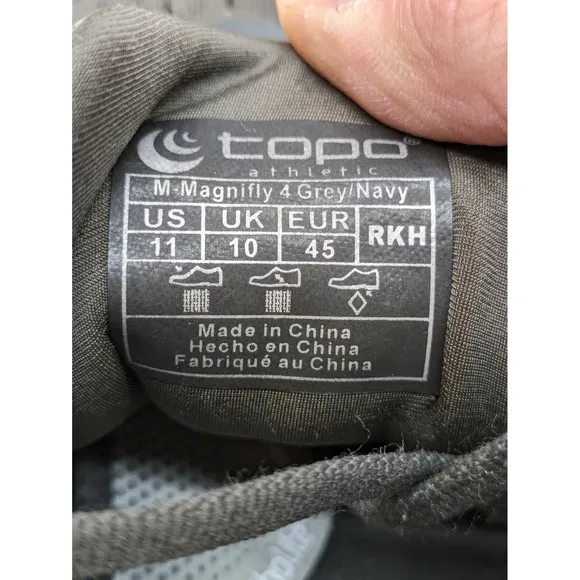 topo®
athletic
M-Magnifly 4 Grey/Navy
US UK EUR RKH
11 10 45
Made in China
Hecho en China
Fabriqué au China